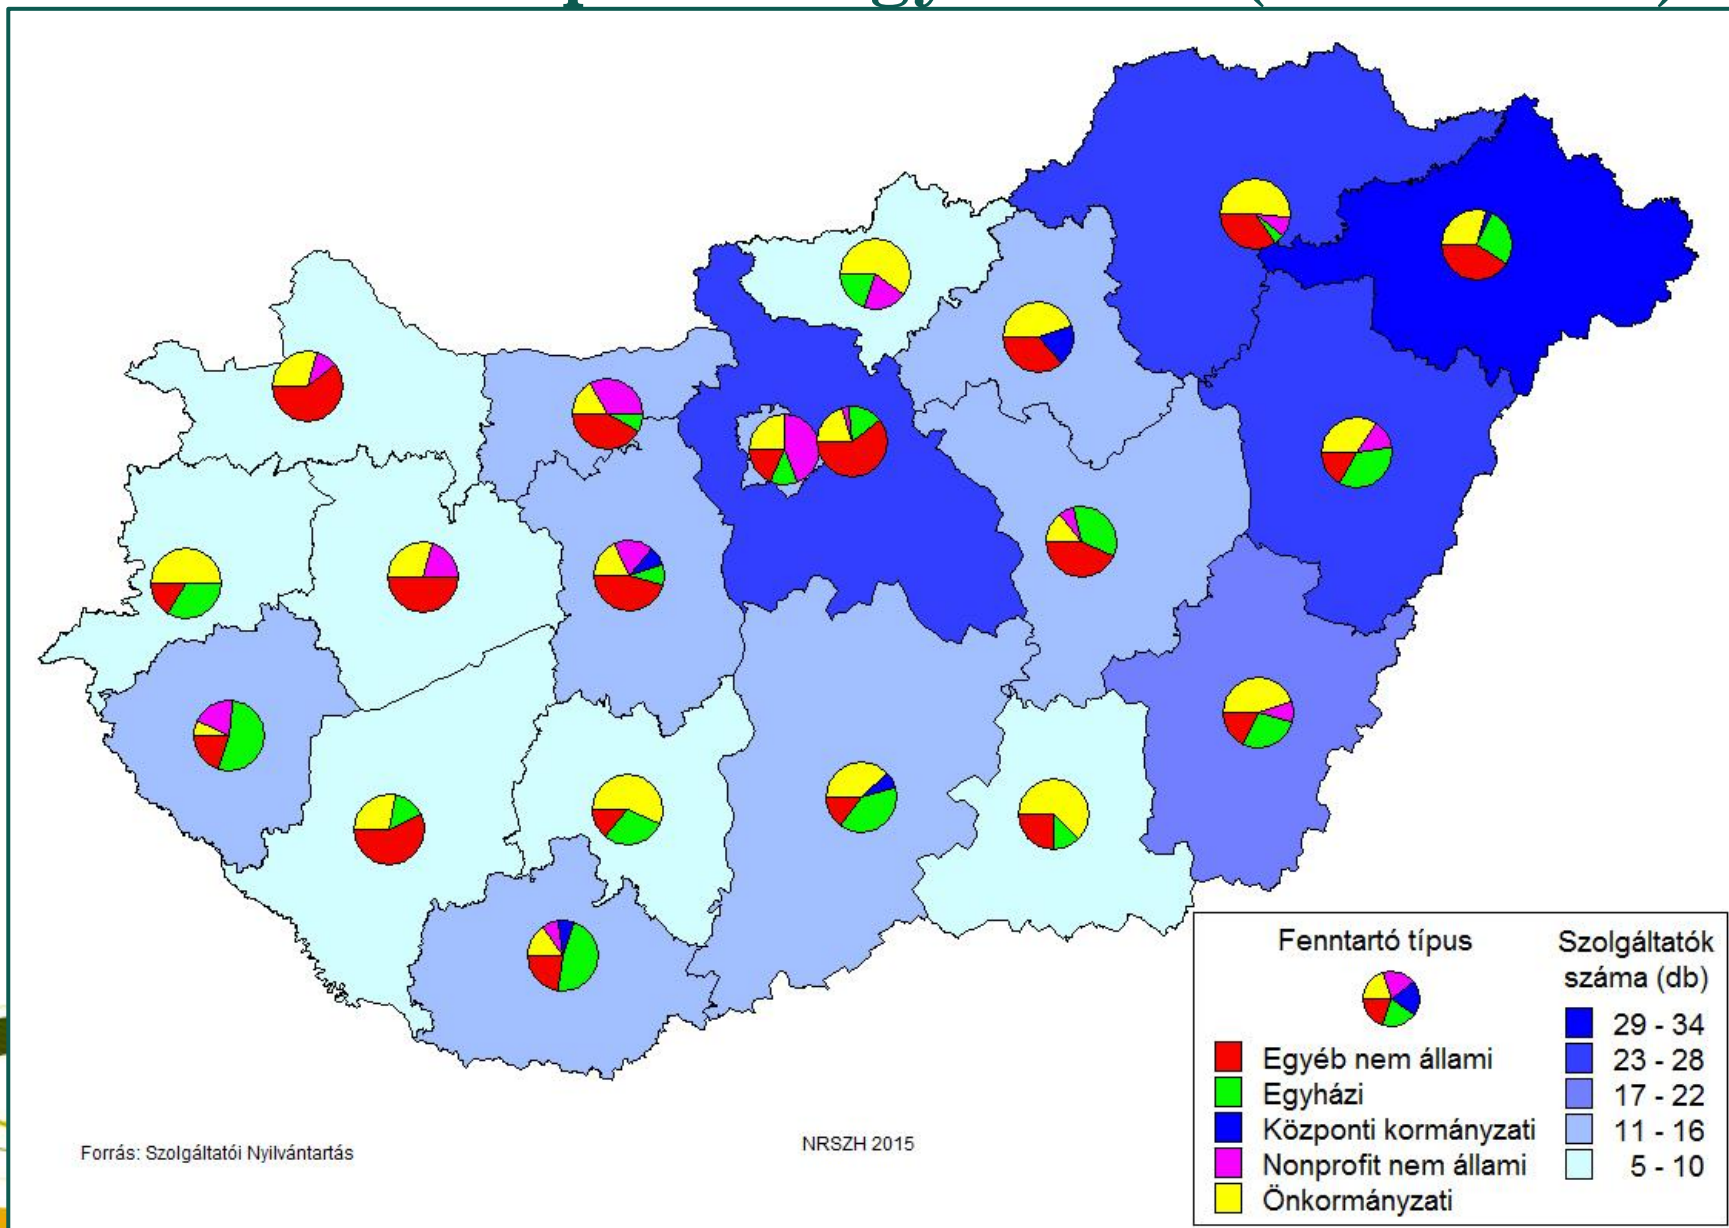 Fenntartó típus
Egyéb nem állami
Egyházi
Központi kormányzati
Nonprofit nem állami
Önkormányzati
Szolgáltatók
száma (db)
29 - 34
23 - 28
17 - 22
11 - 16
5 - 10
Forrás: Szolgáltatói Nyilvántartás
NRSZH 2015